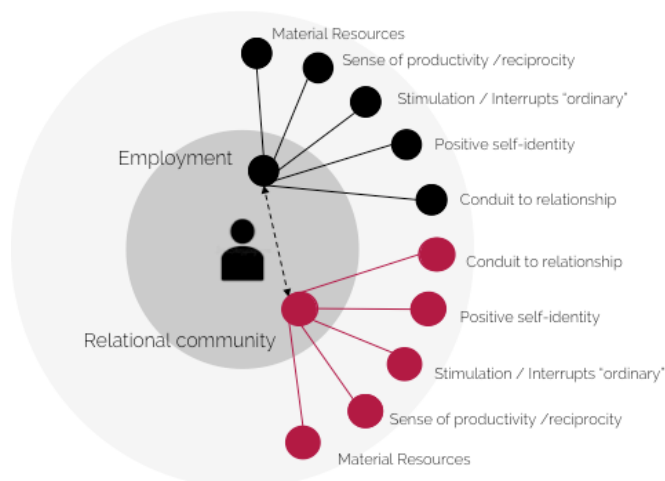 Material Resources
Sense of productivity /reciprocity
Stimulation / Interrupts “ordinary”
Positive self-identity
Conduit to relationship
Employment
Relational community
Conduit to relationship
Positive self-identity
Stimulation / Interrupts “ordinary”
Sense of productivity /reciprocity
Material Resources